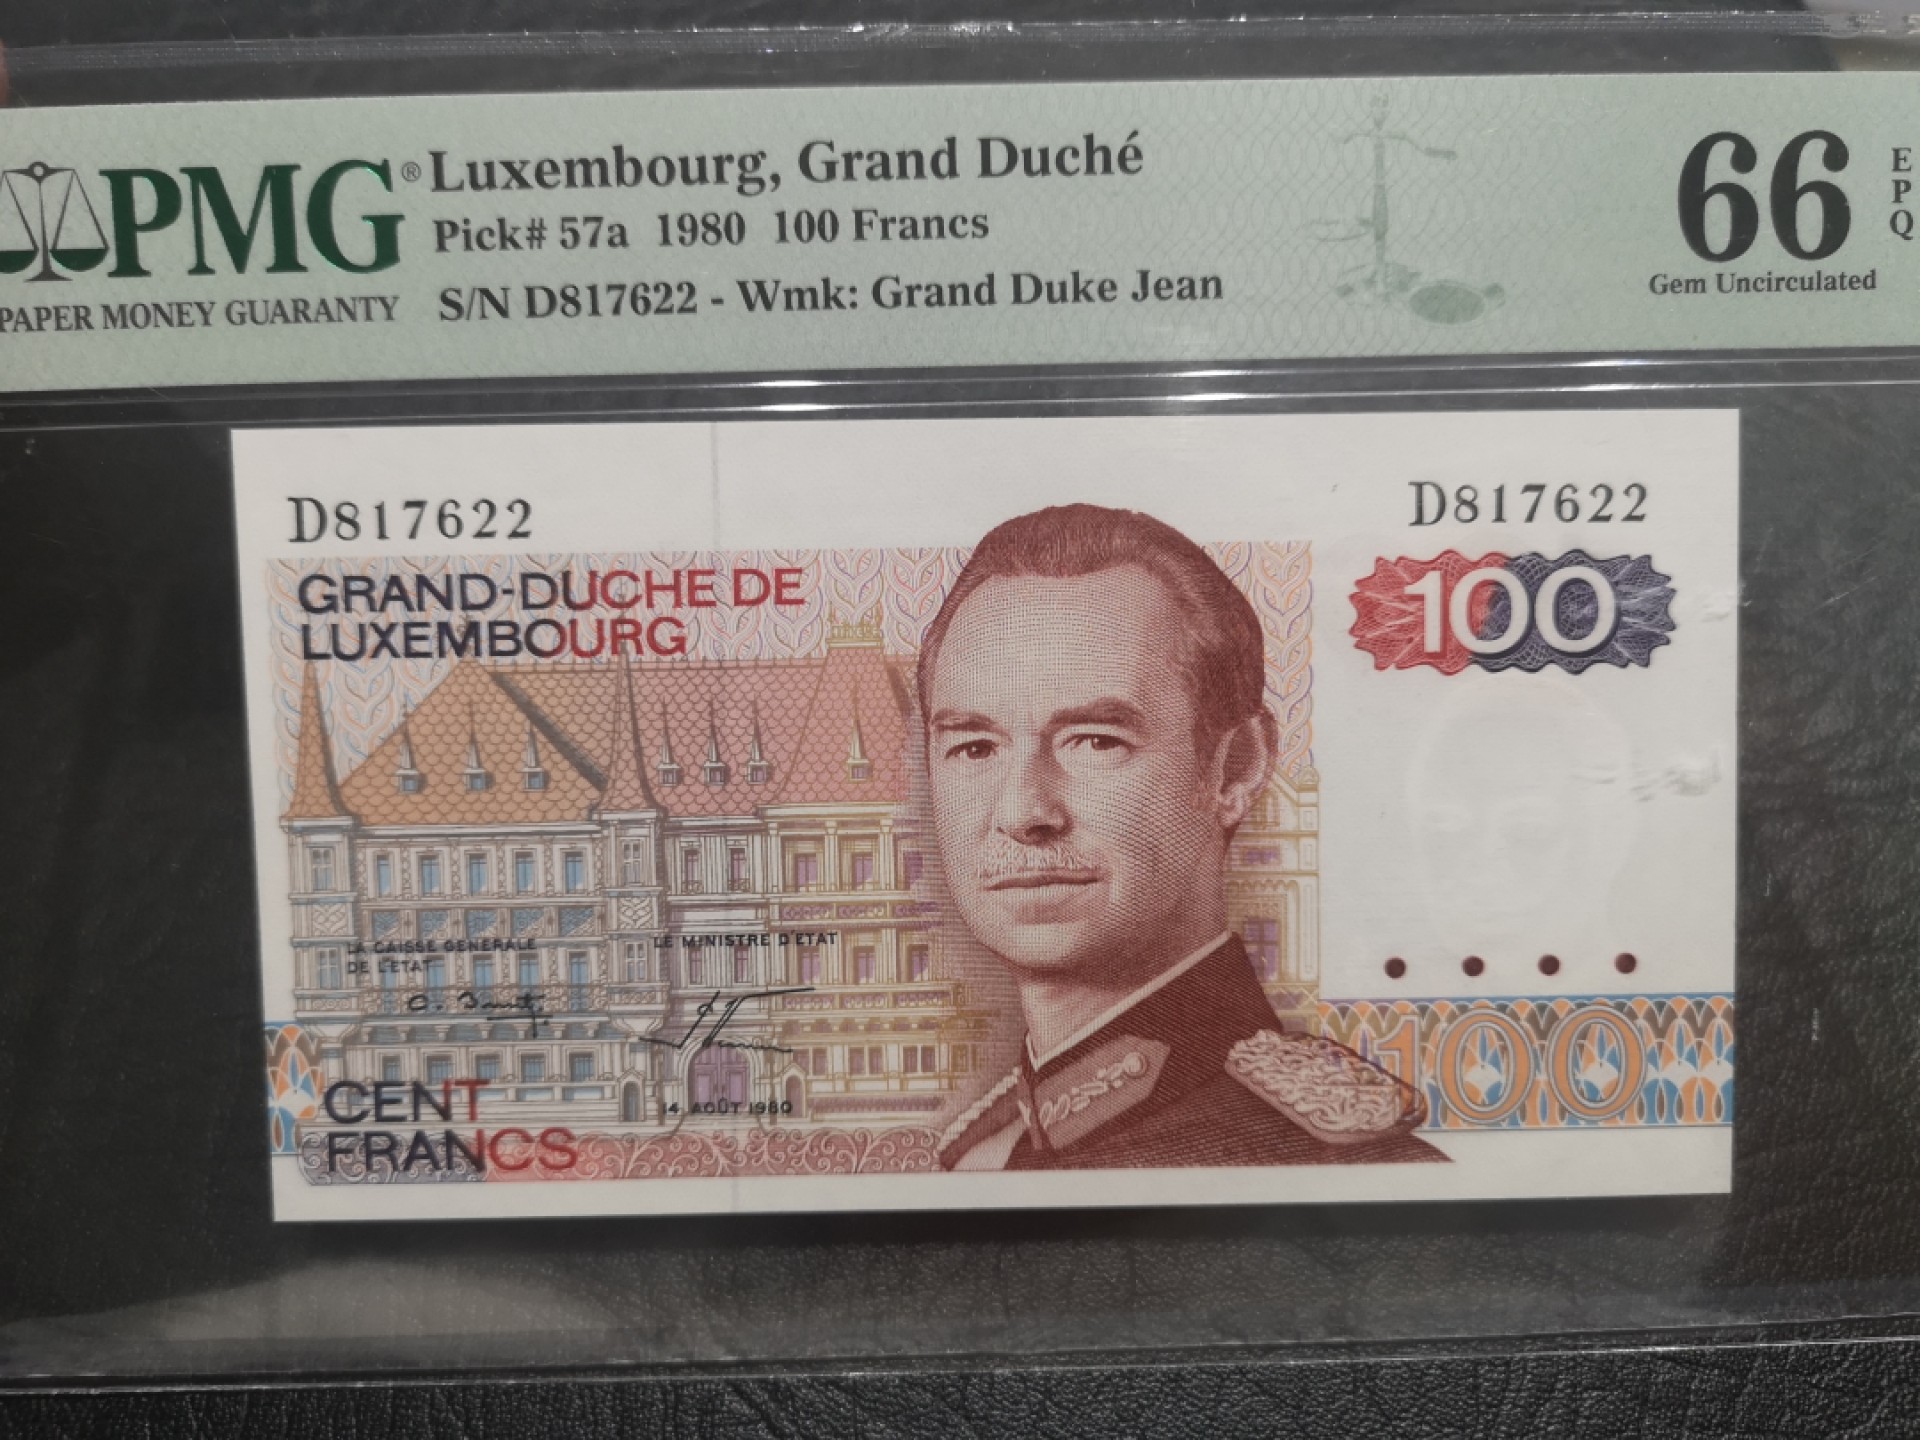 PMG®
PAPER MONEY GUARANTY
Luxembourg, Grand Duché
Pick# 57a 1980 100 Francs
S/N D817622 - Wmk: Grand Duke Jean
66
EPQ
Gem Uncirculated
D817622
D817622
GRAND-DUCHE DE
LUXEMBOURG
100
LA CAISSE GENERALE
DE L'ETAT
LE MINISTRE D'ETAT
14 AOÛT 1980
CENT
FRANCS
100